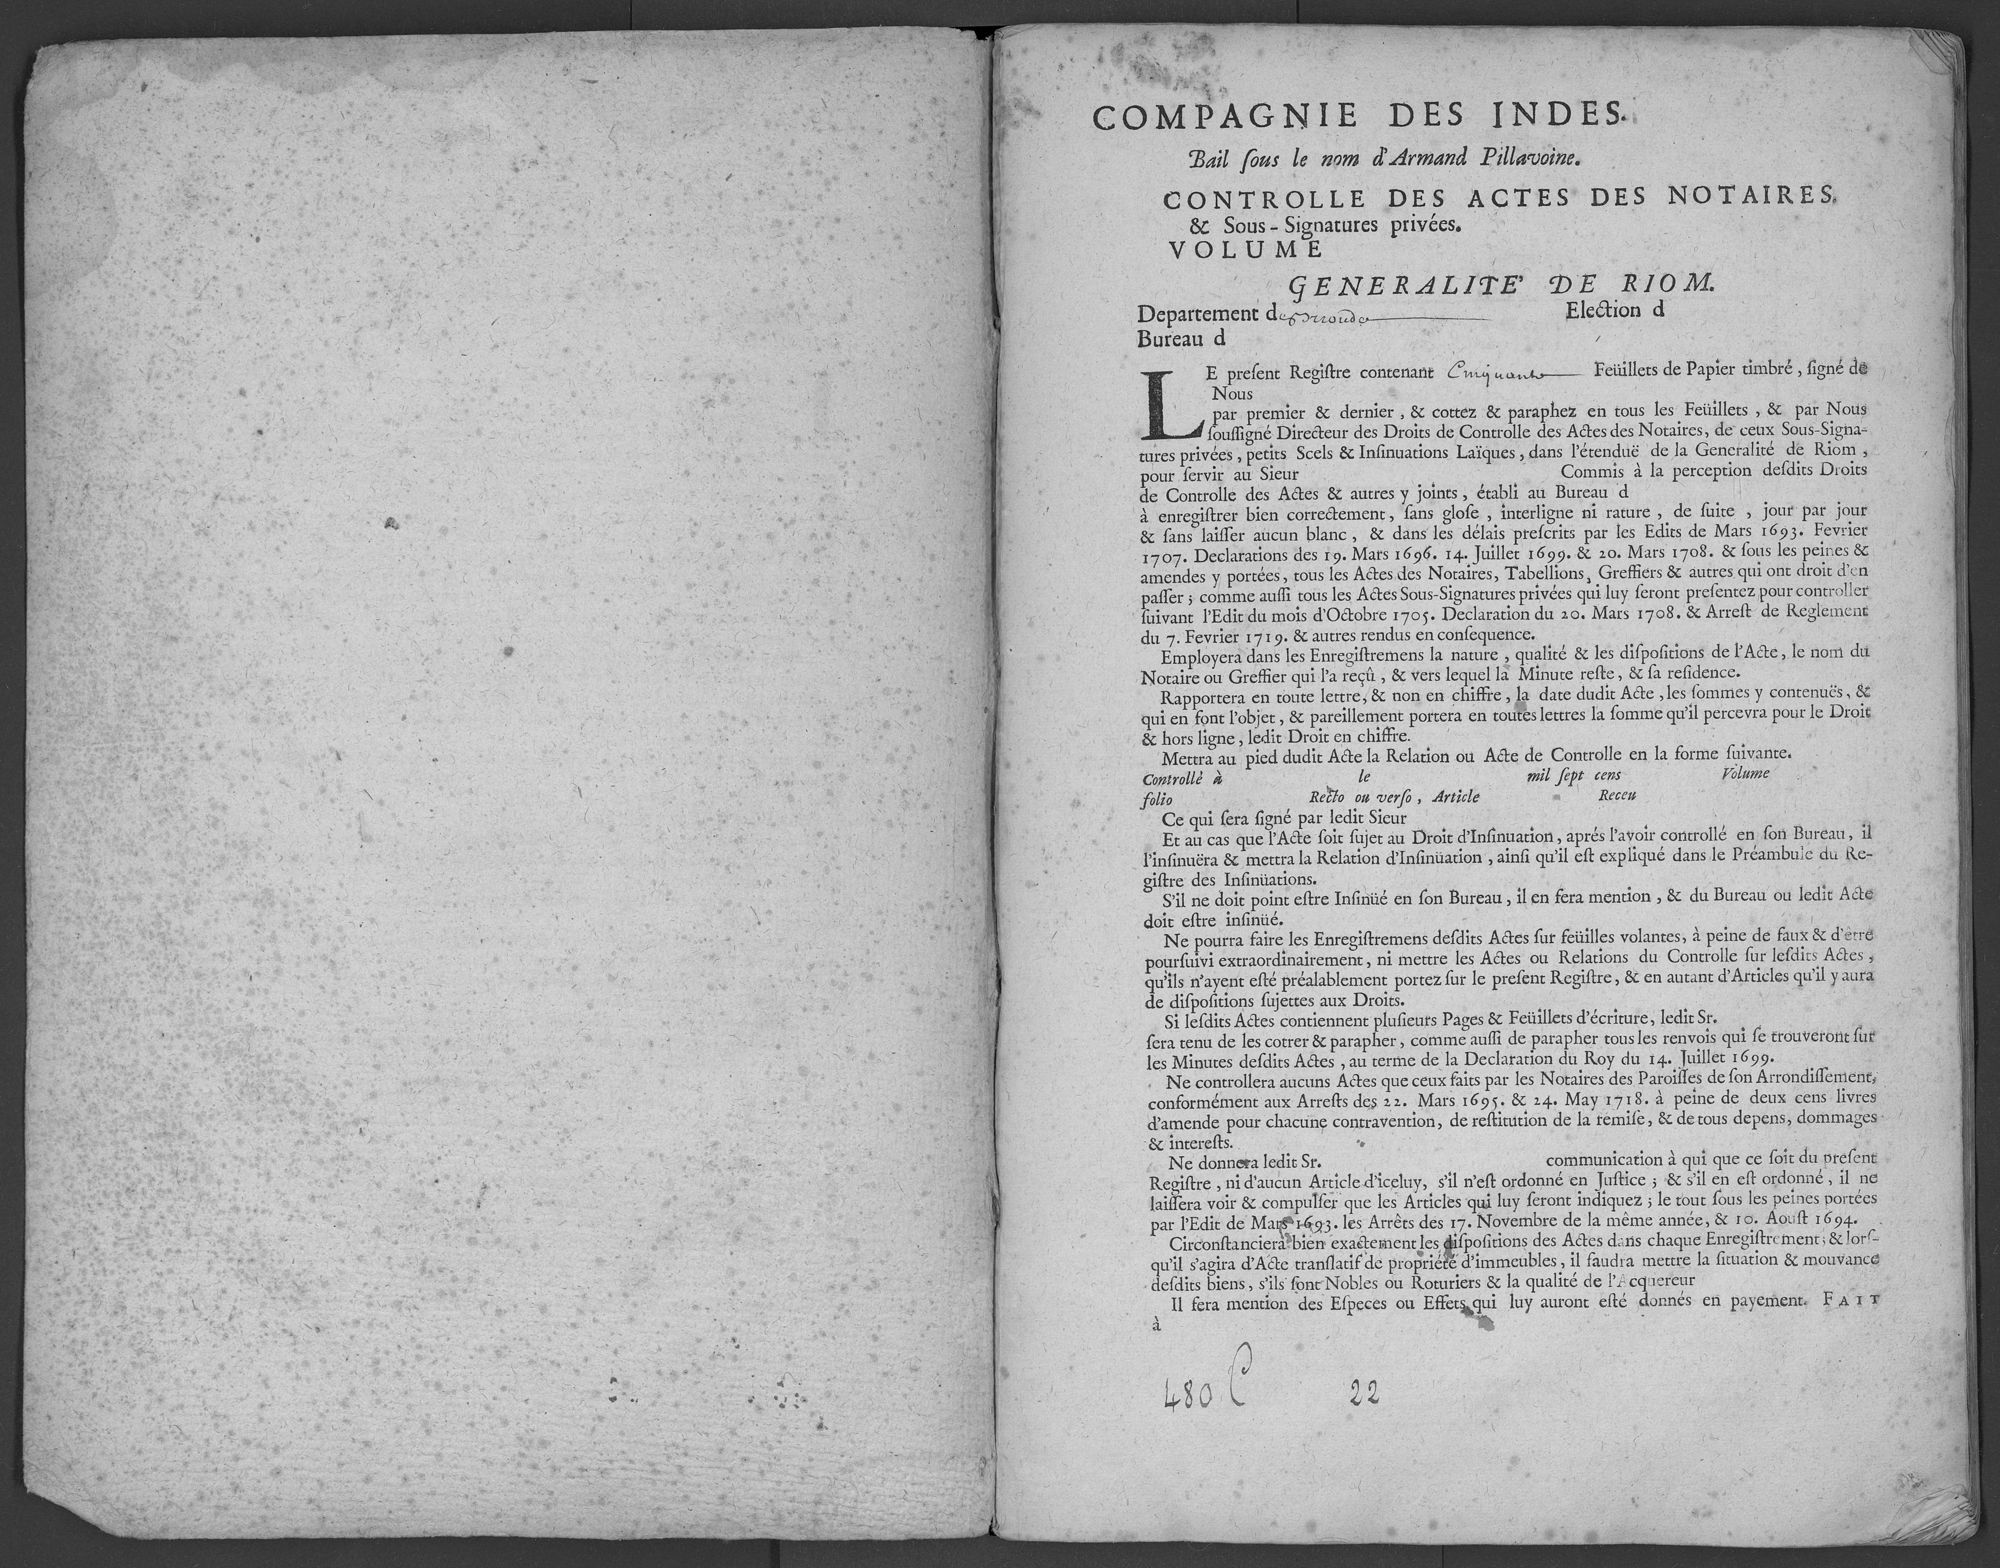 COMPAGNIE DES INDES.
Bail ſous le nom d'Armand Pillavoine.
CONTROLLE DES ACTES DES NOTAIRES,
& Sous-Signatures privées.
VOLUME
GENERALITE' DE RIOM.
Departement d Election d
Bureau d
LE preſent Regiſtre contenant Cinquante Feüillets de Papier timbré, ſigné de
Nous
par premier & dernier, & cottez & paraphez en tous les Feüillets, & par Nous
ſouſſigné Directeur des Droits de Controlle des Actes des Notaires, de ceux Sous-Signa-
tures privées, petits Scels & Inſinuations Laïques, dans l'étenduë de la Generalité de Riom,
pour ſervir au Sieur Commis à la perception deſdits Droits
de Controlle des Actes & autres y joints, établi au Bureau d
à enregiſtrer bien correctement, ſans gloſe, interligne ni rature, de ſuite, jour par jour
& ſans laiſſer aucun blanc, & dans les délais preſcrits par les Edits de Mars 1693. Fevrier
1707. Declarations des 19. Mars 1696. 14. Juillet 1699. & 20. Mars 1708. & ſous les peines &
amendes y portées, tous les Actes des Notaires, Tabellions, Greffiers & autres qui ont droit d'en
paſſer; comme auſſi tous les Actes Sous-Signatures privées qui luy ſeront preſentez pour controller
ſuivant l'Edit du mois d'Octobre 1705. Declaration du 20. Mars 1708. & Arreſt de Reglement
du 7. Fevrier 1719. & autres rendus en conſequence.
Employera dans les Enregiſtremens la nature, qualité & les diſpoſitions de l'Acte, le nom du
Notaire ou Greffier qui l'a reçû, & vers lequel la Minute reſte, & ſa reſidence.
Rapportera en toute lettre, & non en chiffre, la date dudit Acte, les ſommes y contenuës, &
qui en font l'objet, & pareillement portera en toutes lettres la ſomme qu'il percevra pour le Droit
& hors ligne, ledit Droit en chiffre.
Mettra au pied dudit Acte la Relation ou Acte de Controlle en la forme ſuivante.
Controllé à le mil ſept cens Volume
folio Recto ou verſo, Article Receu
Ce qui ſera ſigné par ledit Sieur
Et au cas que l'Acte ſoit ſujet au Droit d'Inſinuation, aprés l'avoir controllé en ſon Bureau, il
l'inſinuëra & mettra la Relation d'Inſinüation, ainſi qu'il eſt expliqué dans le Préambule du Re-
giſtre des Inſinüations.
S'il ne doit point eſtre Inſinüé en ſon Bureau, il en fera mention, & du Bureau ou ledit Acte
doit eſtre inſinüé.
Ne pourra faire les Enregiſtremens deſdits Actes ſur feüilles volantes, à peine de faux & d'être
pourſuivi extraordinairement, ni mettre les Actes ou Relations du Controlle ſur leſdits Actes,
qu'ils n'ayent eſté préalablement portez ſur le preſent Regiſtre, & en autant d'Articles qu'il y aura
de diſpoſitions ſujettes aux Droits.
Si leſdits Actes contiennent pluſieurs Pages & Feüillets d'écriture, ledit Sr.
ſera tenu de les cotrer & parapher, comme auſſi de parapher tous les renvois qui ſe trouveront ſur
les Minutes deſdits Actes, au terme de la Declaration du Roy du 14. Juillet 1699.
Ne controllera aucuns Actes que ceux faits par les Notaires des Paroiſſes de ſon Arrondiſſement,
conformément aux Arreſts des 22. Mars 1695. & 24. May 1718. à peine de deux cens livres
d'amende pour chacune contravention, de reſtitution de la remiſe, & de tous depens, dommages
& intereſts.
Ne donnera ledit Sr. communication à qui que ce ſoit du preſent
Regiſtre, ni d'aucun Article d'iceluy, s'il n'eſt ordonné en Juſtice; & s'il en eſt ordonné, il ne
laiſſera voir & compulſer que les Articles qui luy ſeront indiquez; le tout ſous les peines portées
par l'Edit de Mars 1693. les Arrêts des 17. Novembre de la même année, & 10. Aouſt 1694.
Circonſtanciera bien exactement les diſpoſitions des Actes dans chaque Enregiſtrement; & lorſ-
qu'il s'agira d'Acte tranſlatif de propriété d'immeubles, il faudra mettre la ſituation & mouvance
deſdits biens, s'ils ſont Nobles ou Roturiers & la qualité de l'Acquereur
Il fera mention des Eſpeces ou Effets qui luy auront eſté donnés en payement. FAIT
à
480 C 22